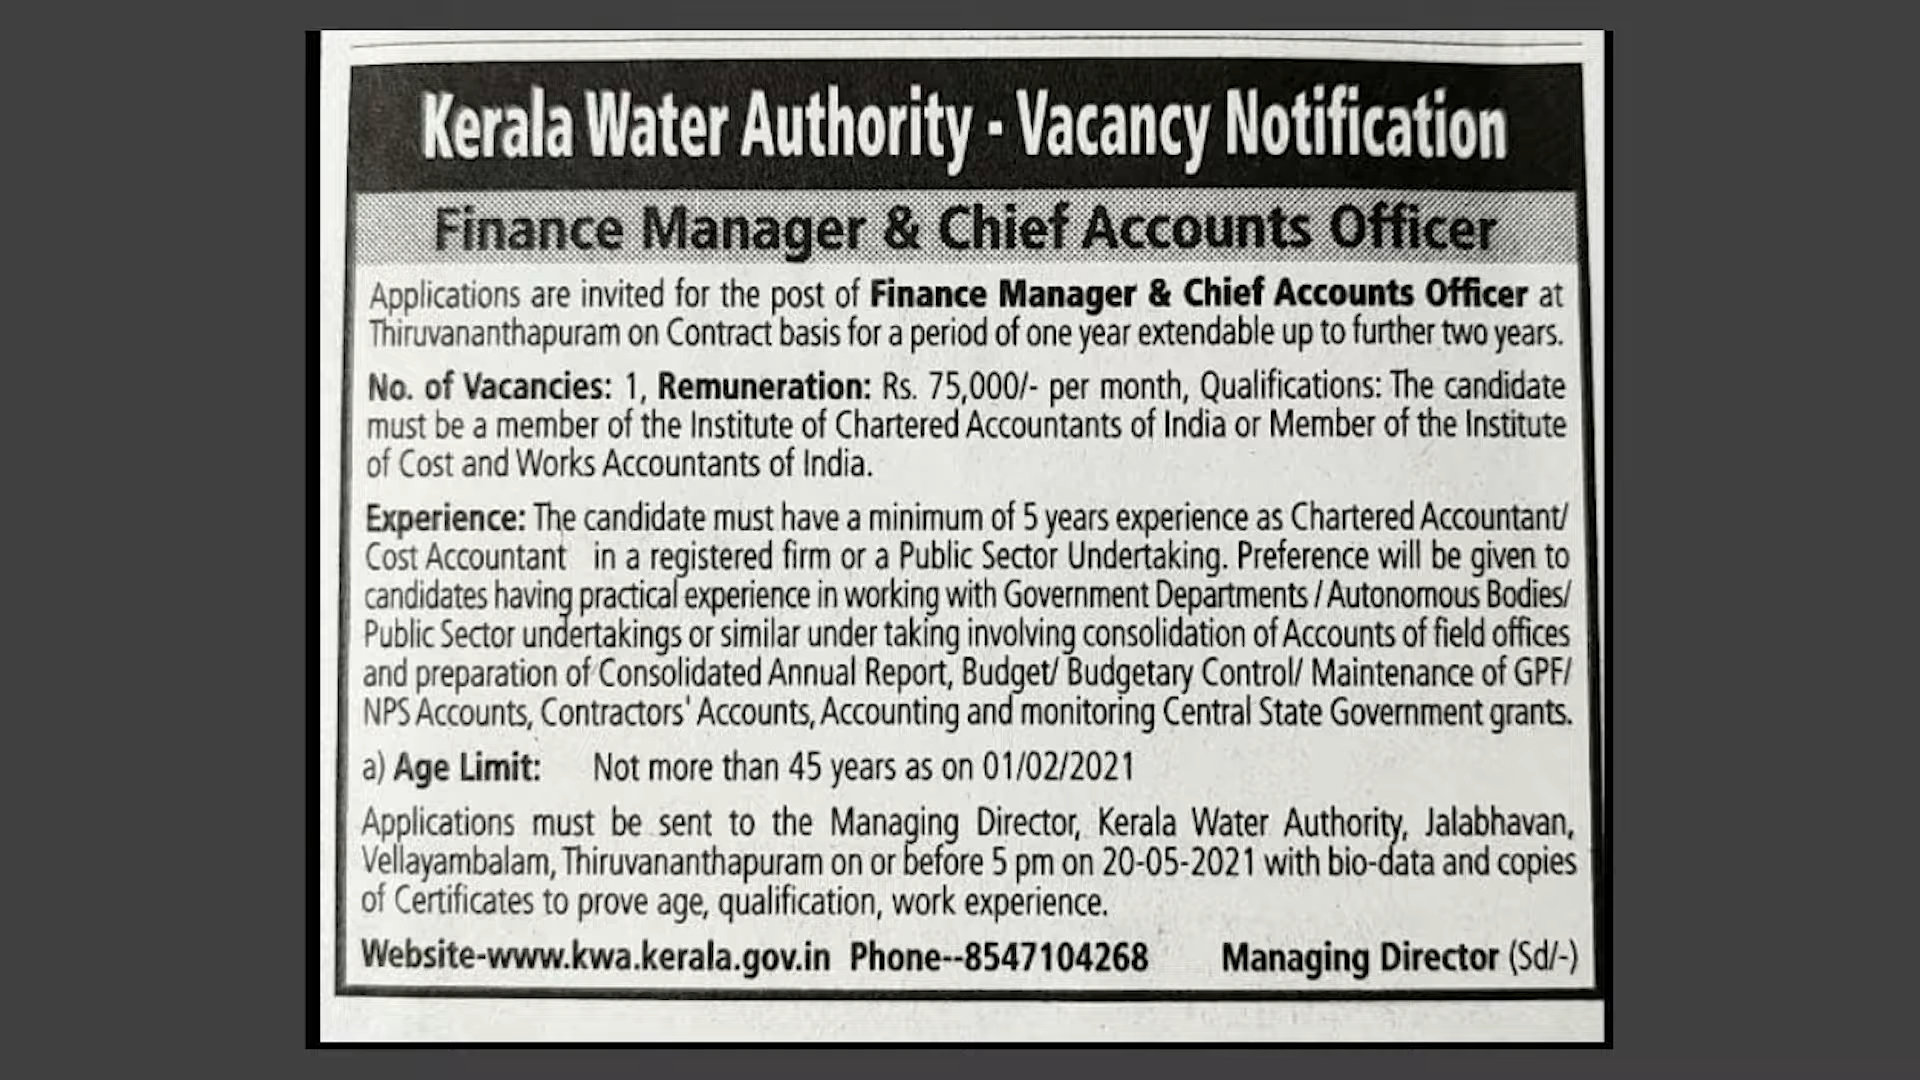 Kerala Water Authority - Vacancy Notification
Finance Manager & Chief Accounts Officer
Applications are invited for the post of Finance Manager & Chief Accounts Officer at
Thiruvananthapuram on Contract basis for a period of one year extendable up to further two years.
No. of Vacancies: 1, Remuneration: Rs. 75,000/- per month, Qualifications: The candidate
must be a member of the Institute of Chartered Accountants of India or Member of the Institute
of Cost and Works Accountants of India.
Experience: The candidate must have a minimum of 5 years experience as Chartered Accountant/
Cost Accountant in a registered firm or a Public Sector Undertaking. Preference will be given to
candidates having practical experience in working with Government Departments / Autonomous Bodies/
Public Sector undertakings or similar under taking involving consolidation of Accounts of field offices
and preparation of Consolidated Annual Report, Budget/ Budgetary Control/ Maintenance of GPF/
NPS Accounts, Contractors' Accounts, Accounting and monitoring Central State Government grants.
a) Age Limit: Not more than 45 years as on 01/02/2021
Applications must be sent to the Managing Director, Kerala Water Authority, Jalabhavan,
Vellayambalam, Thiruvananthapuram on or before 5 pm on 20-05-2021 with bio-data and copies
of Certificates to prove age, qualification, work experience.
Website-www.kwa.kerala.gov.in Phone--8547104268 Managing Director (Sd/-)